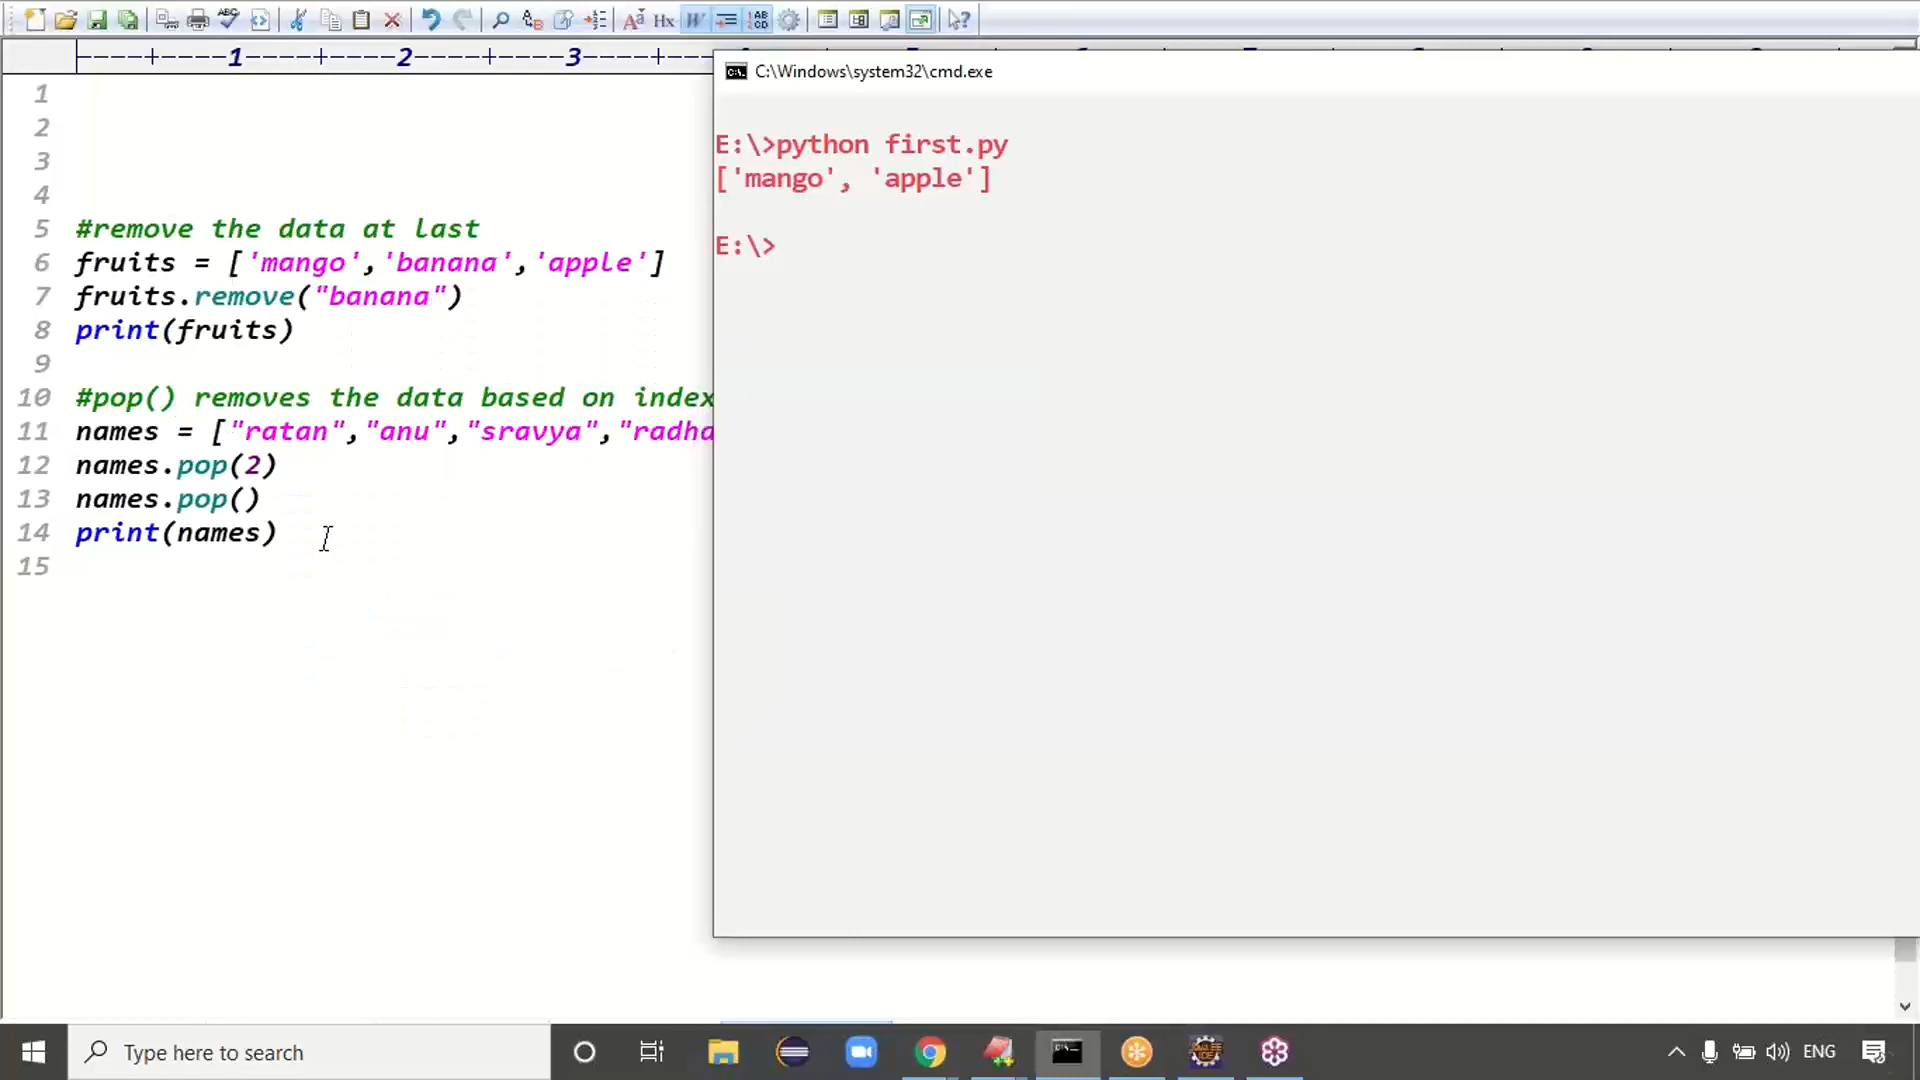 ----+----1----+----2----+----3----+--
1
2
3
4
5 #remove the data at last
6 fruits = ['mango','banana','apple']
7 fruits.remove("banana")
8 print(fruits)
9
10 #pop() removes the data based on index
11 names = ["ratan","anu","sravya","radha
12 names.pop(2)
13 names.pop()
14 print(names)
15
C:\Windows\system32\cmd.exe
E:\>python first.py
['mango', 'apple']
E:\>
Type here to search
ENG